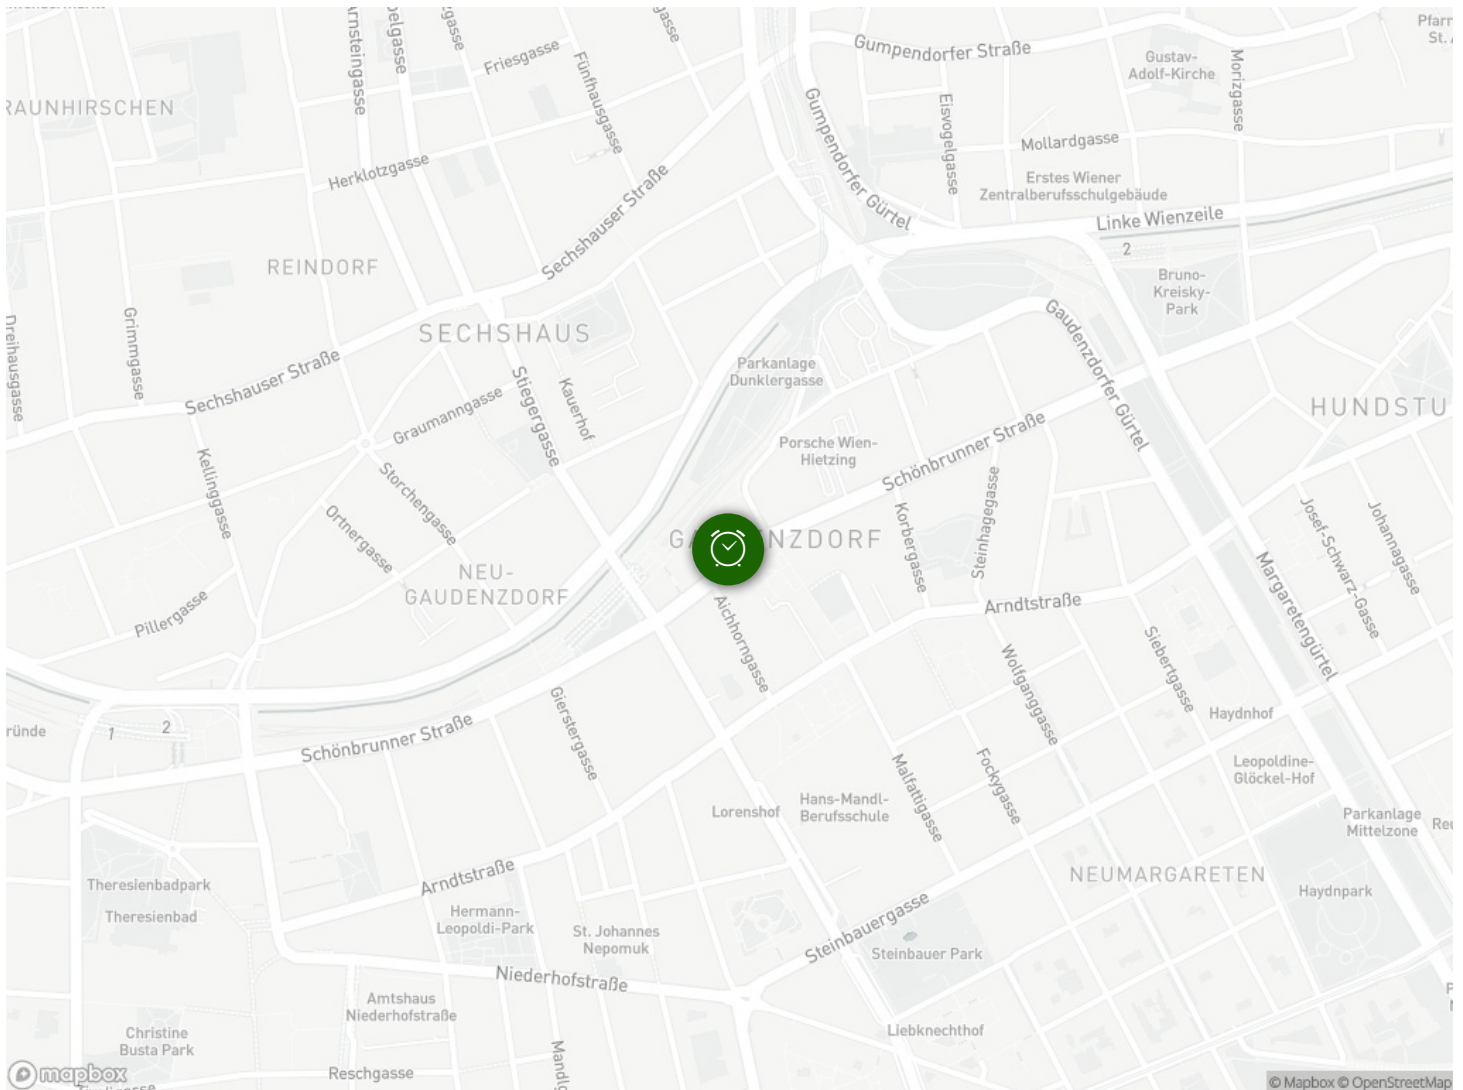 Gumpendorfer Straße
Pfarr
St.
Gustav-
Adolf-Kirche
Morizgasse
Arnsteingasse
Friesgasse
Fünfhausgasse
RAUNHIRSCHEN
Gumpendorfer Gürtel
Eisvogelgasse
Mollardgasse
Herklotzgasse
Erstes Wiener
Zentralberufsschulgebäude
Sechshauser Straße
Linke Wienzeile
2
REINDORF
Bruno-
Kreisky-
Park
Grimmgasse
Dreihausgasse
SECHSHAUS
Gaudenzdorfer Gürtel
Sechshauser Straße
Parkanlage
Dunklergasse
Stiegergasse
Kauerhof
Graumanngasse
HUNDSTU
Schönbrunner Straße
Porsche Wien-
Hietzing
Kellinggasse
Storchengasse
Ortnergasse
Korbergasse
Steinhagegasse
Josef-Schwarz-Gasse
Johannagasse
GA
NZDORF
NEU-
GAUDENZDORF
Margaretengürtel
Pillergasse
Aichhorngasse
Arndtstraße
Siebertgasse
Wolfganggasse
ründe
1
2
Schönbrunner Straße
Gierstergasse
Haydnhof
Malfattigasse
Fockygasse
Leopoldine-
Glöckel-Hof
Lorenshof
Hans-Mandl-
Berufsschule
Parkanlage
Mittelzone
Arndtstraße
NEUMARGARETEN
Theresienbadpark
Haydnpark
Theresienbad
Hermann-
Leopoldi-Park
St. Johannes
Nepomuk
Steinbauergasse
Steinbauer Park
Niederhofstraße
Amtshaus
Niederhofstraße
Christine
Busta Park
Liebknechthof
Reschgasse
mapbox
© Mapbox © OpenStreetMap